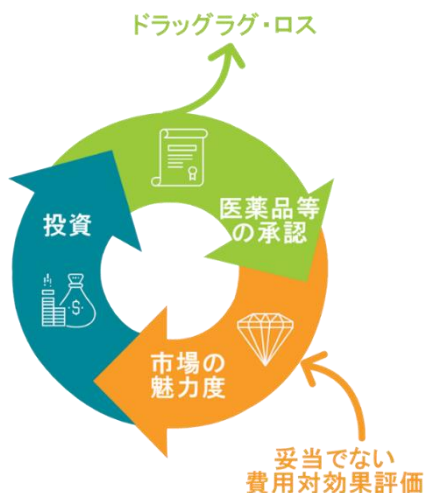 ドラッグラグ・ロス
医薬品等
の承認
投資
市場の
魅力度
妥当でない
費用対効果評価
$